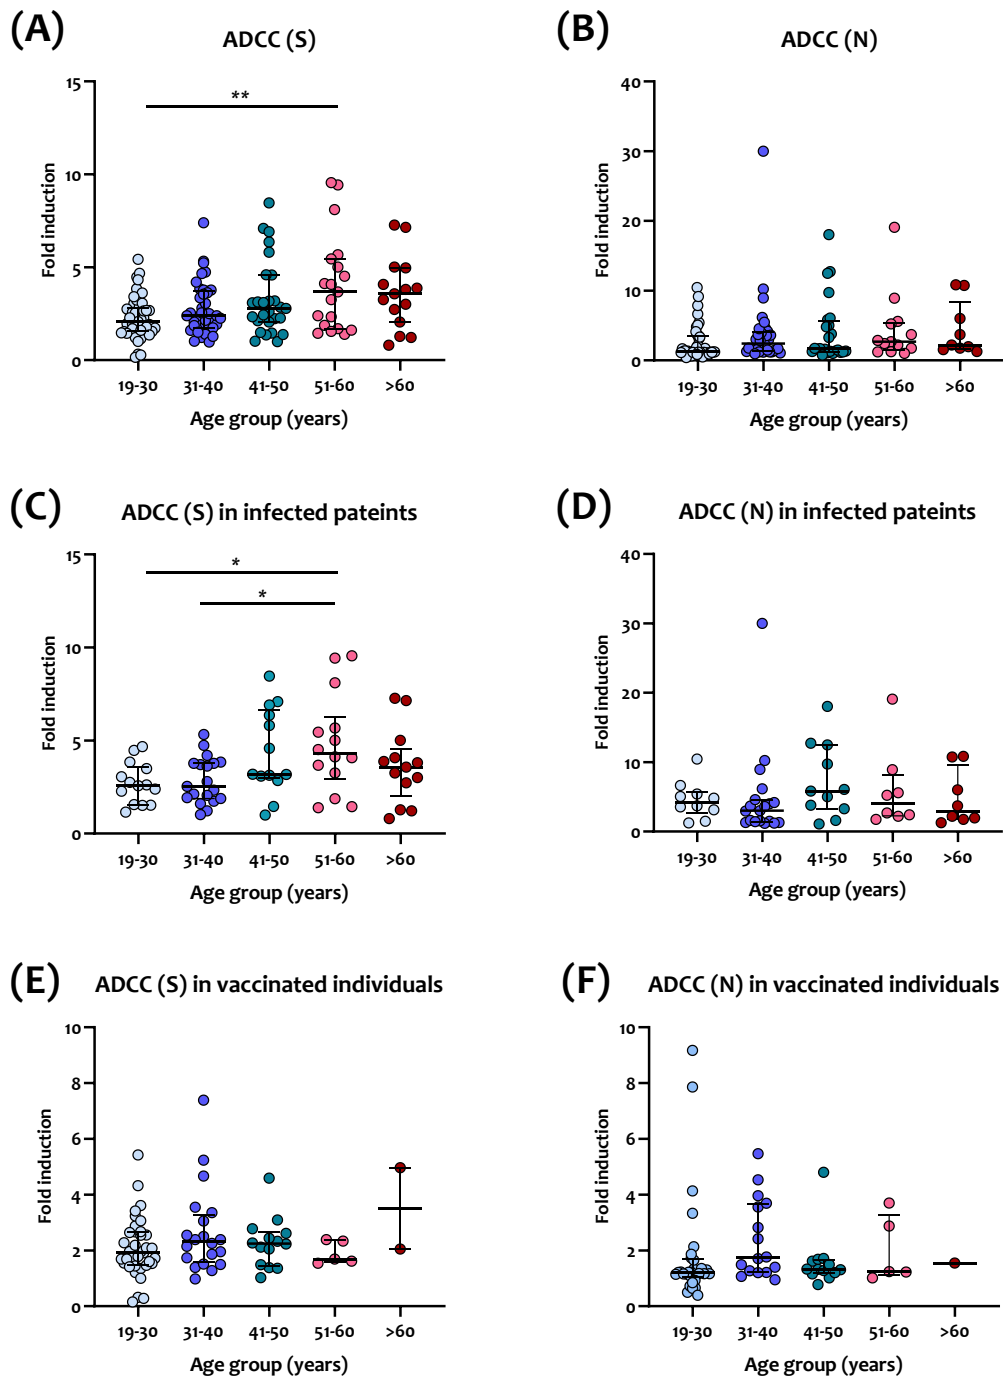 (A)
ADCC (S)
15
10
5
0
Fold induction
**
19-30 31-40 41-50 51-60 >60
Age group (years)
(B)
ADCC (N)
40
30
20
10
0
Fold induction
19-30 31-40 41-50 51-60 >60
Age group (years)
(C)
ADCC (S) in infected pateints
15
10
5
0
Fold induction
*
*
19-30 31-40 41-50 51-60 >60
Age group (years)
(D)
ADCC (N) in infected pateints
40
30
20
10
0
Fold induction
19-30 31-40 41-50 51-60 >60
Age group (years)
(E)
ADCC (S) in vaccinated individuals
10
8
6
4
2
0
Fold induction
19-30 31-40 41-50 51-60 >60
Age group (years)
(F)
ADCC (N) in vaccinated individuals
10
8
6
4
2
0
Fold induction
19-30 31-40 41-50 51-60 >60
Age group (years)